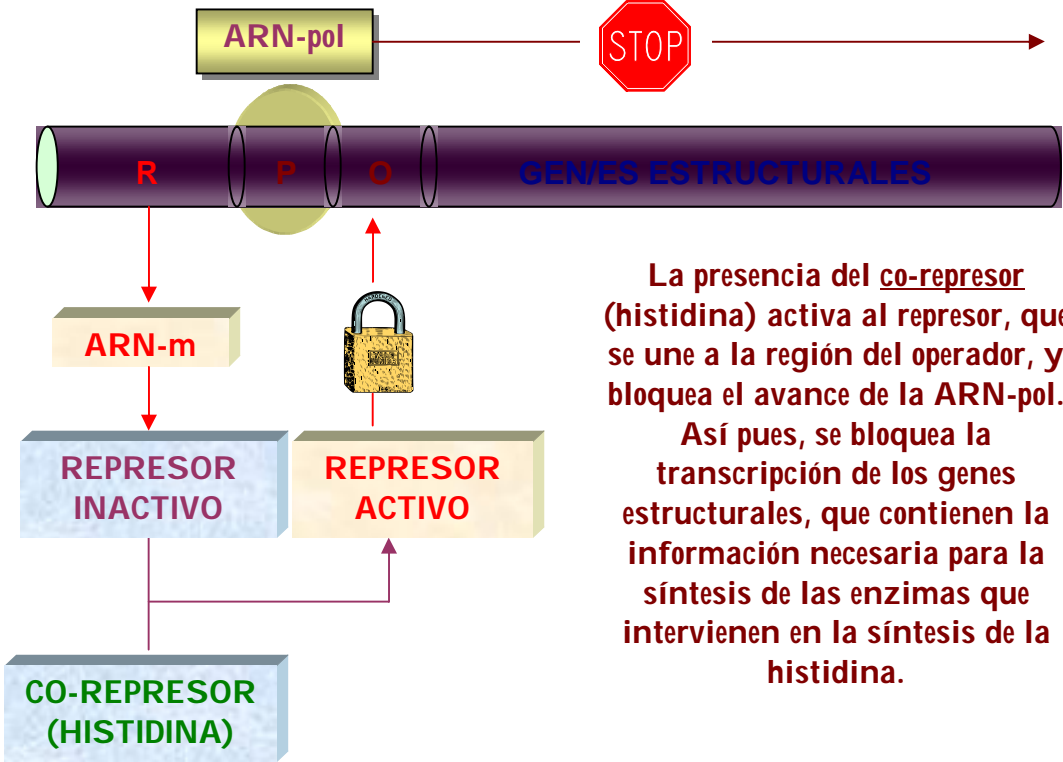 ARN-pol
STOP
R P O GEN/ES ESTRUCTURALES
ARN-m
REPRESOR
INACTIVO
REPRESOR
ACTIVO
CO-REPRESOR
(HISTIDINA)
La presencia del co-represor
(histidina) activa al represor, que
se une a la región del operador, y
bloquea el avance de la ARN-pol.
Así pues, se bloquea la
transcripción de los genes
estructurales, que contienen la
información necesaria para la
síntesis de las enzimas que
intervienen en la síntesis de la
histidina.